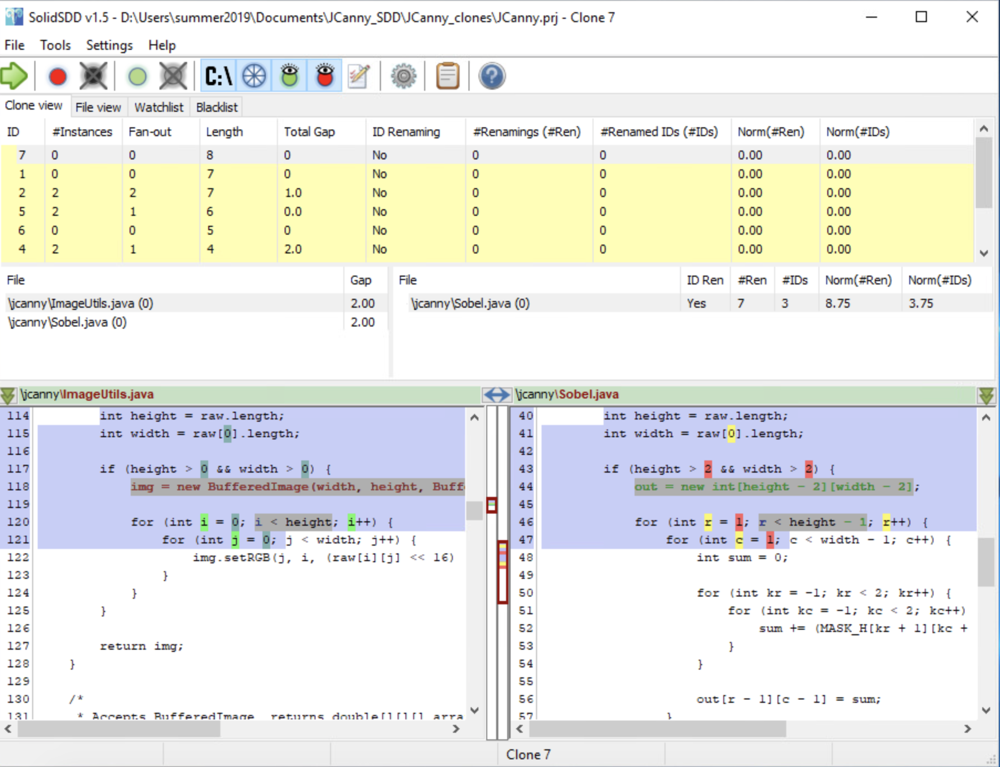 SolidSDD v1.5 - D:\Users\summer2019\Documents\JCanny_SDD\JCanny_clones\JCanny.prj - Clone 7
File Tools Settings Help
C:\
Clone view File view Watchlist Blacklist
ID #Instances Fan-out Length Total Gap ID Renaming #Renamings (#Ren) #Renamed IDs (#IDs) Norm(#Ren) Norm(#IDs)
7 0 0 8 0 No 0 0 0.00 0.00
1 0 0 7 0 No 0 0 0.00 0.00
2 2 2 7 1.0 No 0 0 0.00 0.00
5 2 1 6 0.0 No 0 0 0.00 0.00
6 0 0 5 0 No 0 0 0.00 0.00
4 2 1 4 2.0 No 0 0 0.00 0.00
File Gap
\jcanny\ImageUtils.java (0) 2.00
\jcanny\Sobel.java (0) 2.00
File ID Ren #Ren #IDs Norm(#Ren) Norm(#IDs)
\jcanny\Sobel.java (0) Yes 7 3 8.75 3.75
\jcanny\ImageUtils.java
114 int height = raw.length;
115 int width = raw[0].length;
116
117 if (height > 0 && width > 0) {
118 img = new BufferedImage(width, height, Buff
119
120 for (int i = 0; i < height; i++) {
121 for (int j = 0; j < width; j++) {
122 img.setRGB(j, i, (raw[i][j] << 16)
123 }
124 }
125 }
126
127 return img;
128 }
129
130 /*
131 * Accepts BufferedImage, returns double[][][] arra
\jcanny\Sobel.java
40 int height = raw.length;
41 int width = raw[0].length;
42
43 if (height > 2 && width > 2) {
44 out = new int[height - 2][width - 2];
45
46 for (int r = 1; r < height - 1; r++) {
47 for (int c = 1; c < width - 1; c++) {
48 int sum = 0;
49
50 for (int kr = -1; kr < 2; kr++) {
51 for (int kc = -1; kc < 2; kc++)
52 sum += (MASK_H[kr + 1][kc +
53 }
54 }
55
56 out[r - 1][c - 1] = sum;
57 }
Clone 7